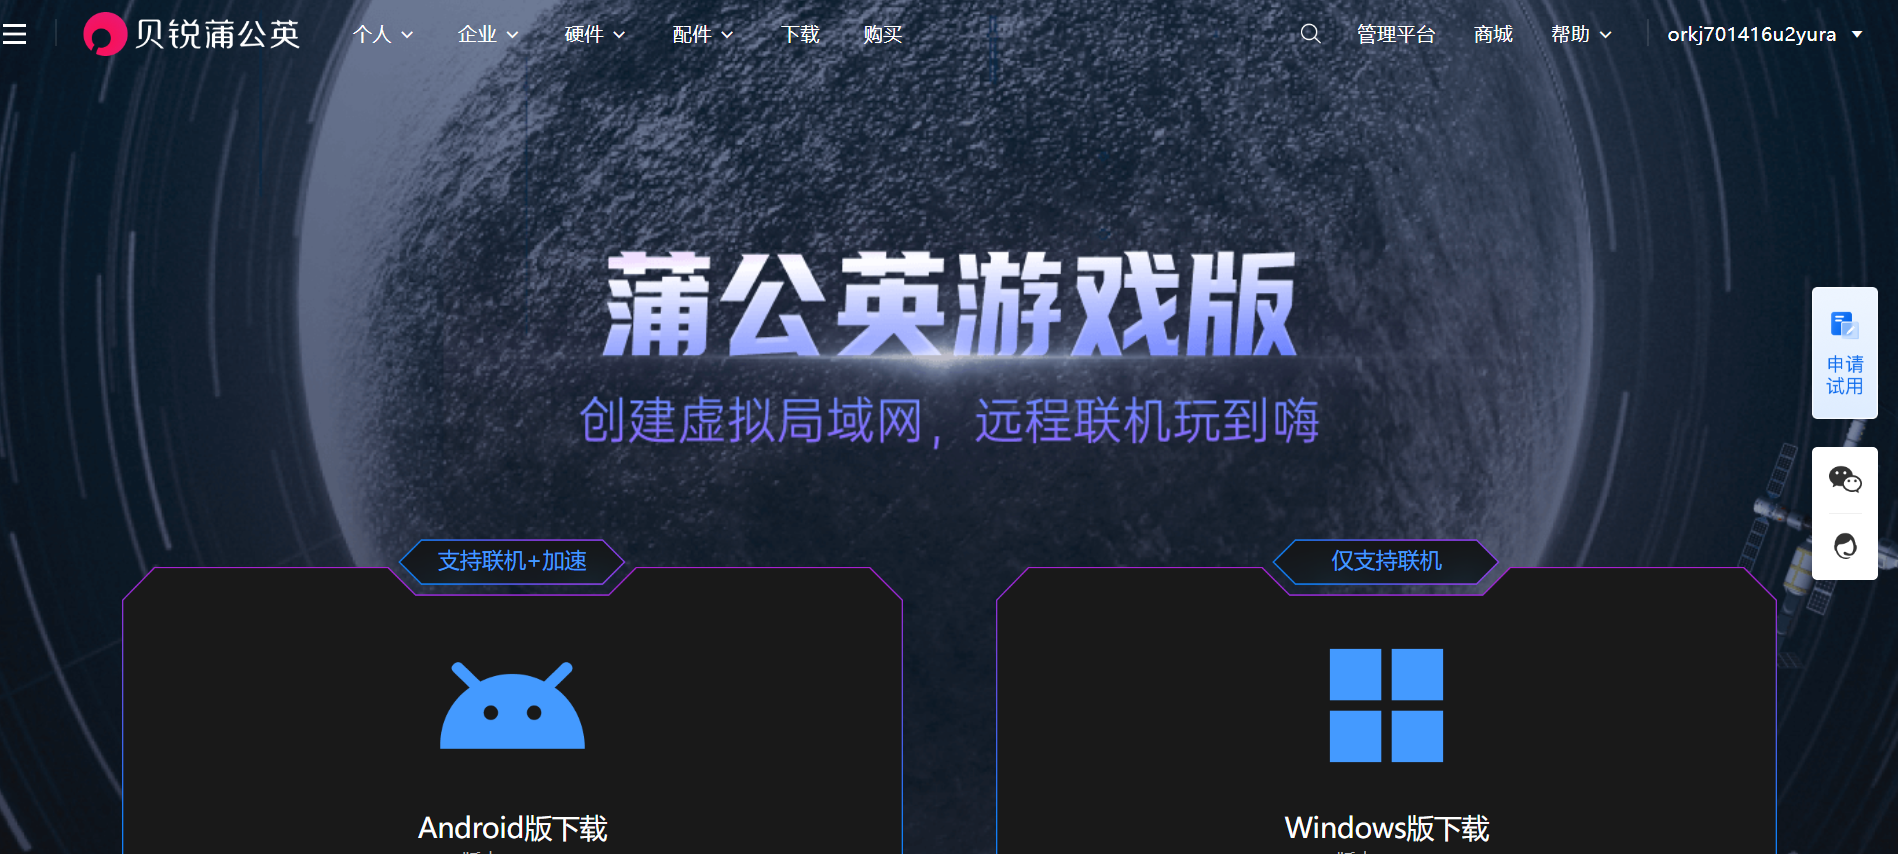 贝锐蒲公英
个人 企业 硬件 配件 下载 购买 管理平台 商城 帮助 orkj701416u2yura
蒲公英游戏版
创建虚拟局域网，远程联机玩到嗨
申请
试用
支持联机+加速
仅支持联机
Android版下载
Windows版下载